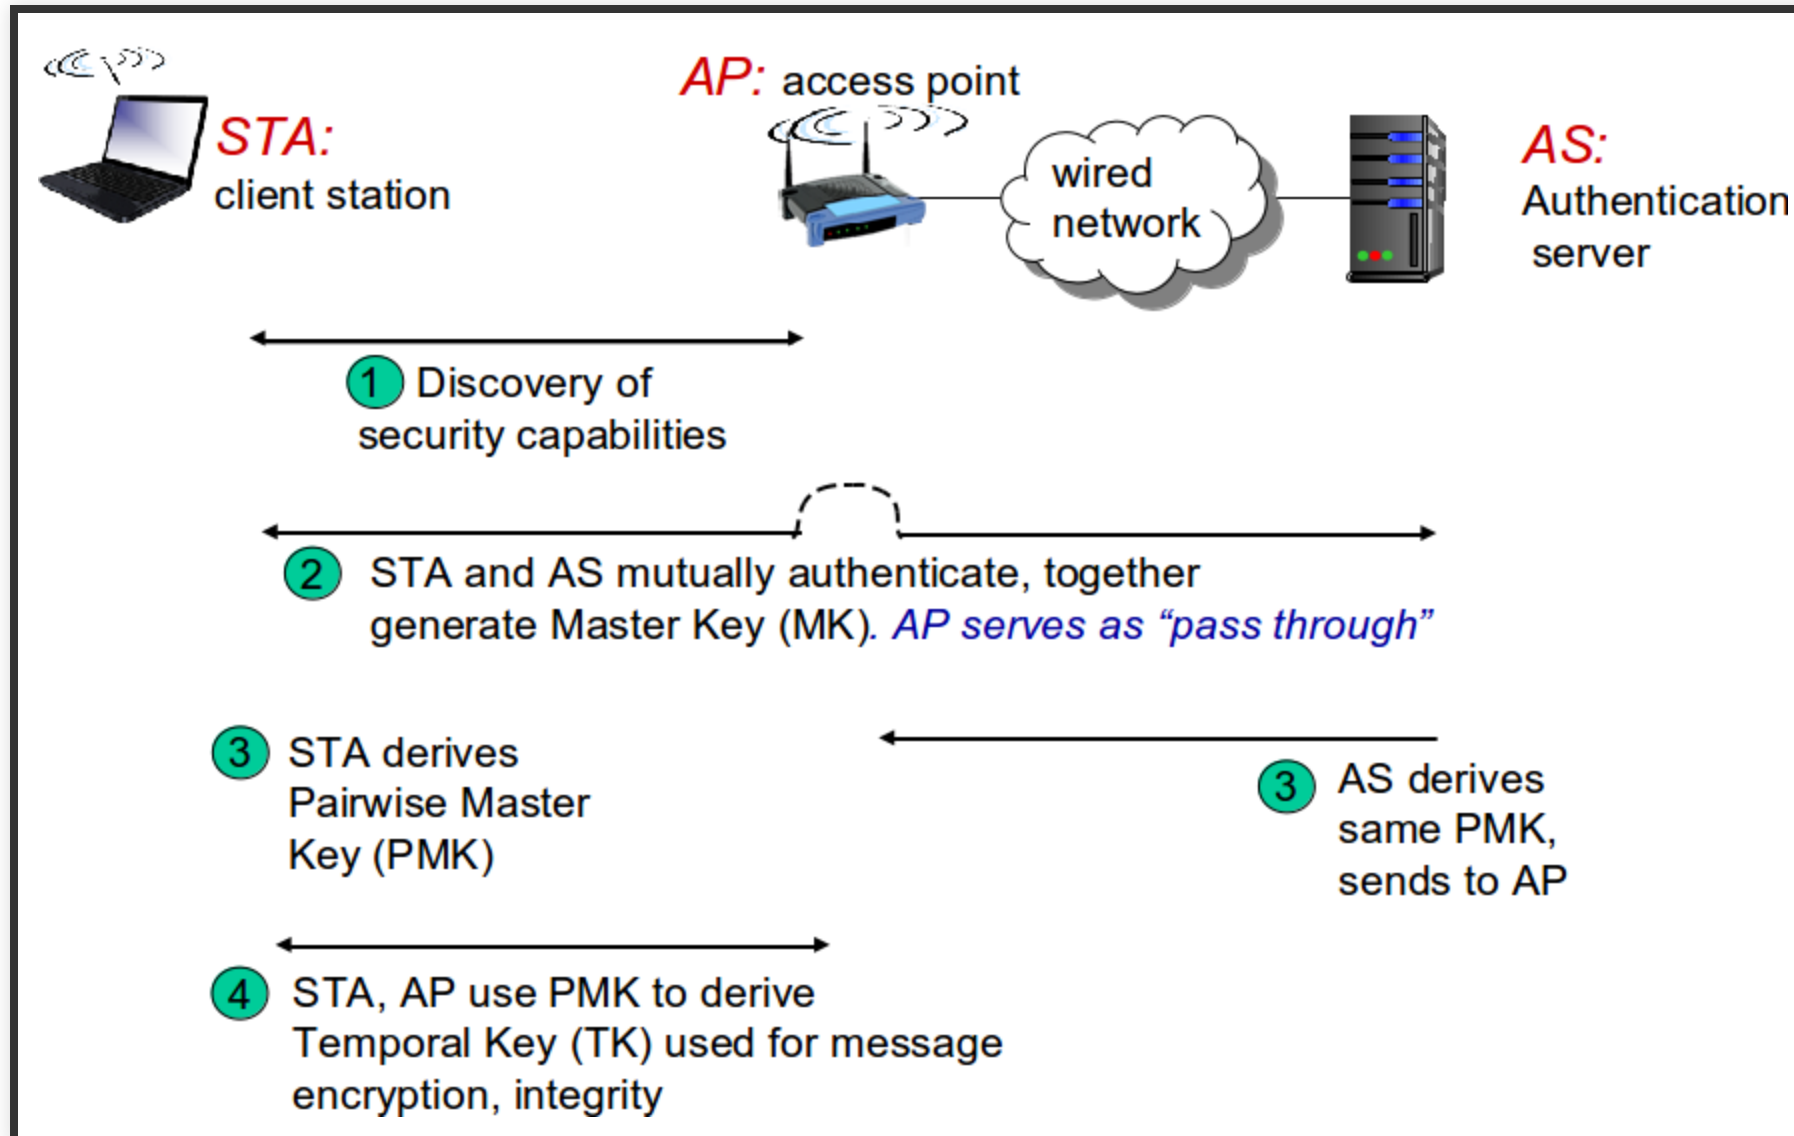 AP: access point
STA:
client station
wired
network
AS:
Authentication
server
1 Discovery of
security capabilities
2 STA and AS mutually authenticate, together
generate Master Key (MK). AP serves as “pass through”
3 STA derives
Pairwise Master
Key (PMK)
3 AS derives
same PMK,
sends to AP
4 STA, AP use PMK to derive
Temporal Key (TK) used for message
encryption, integrity